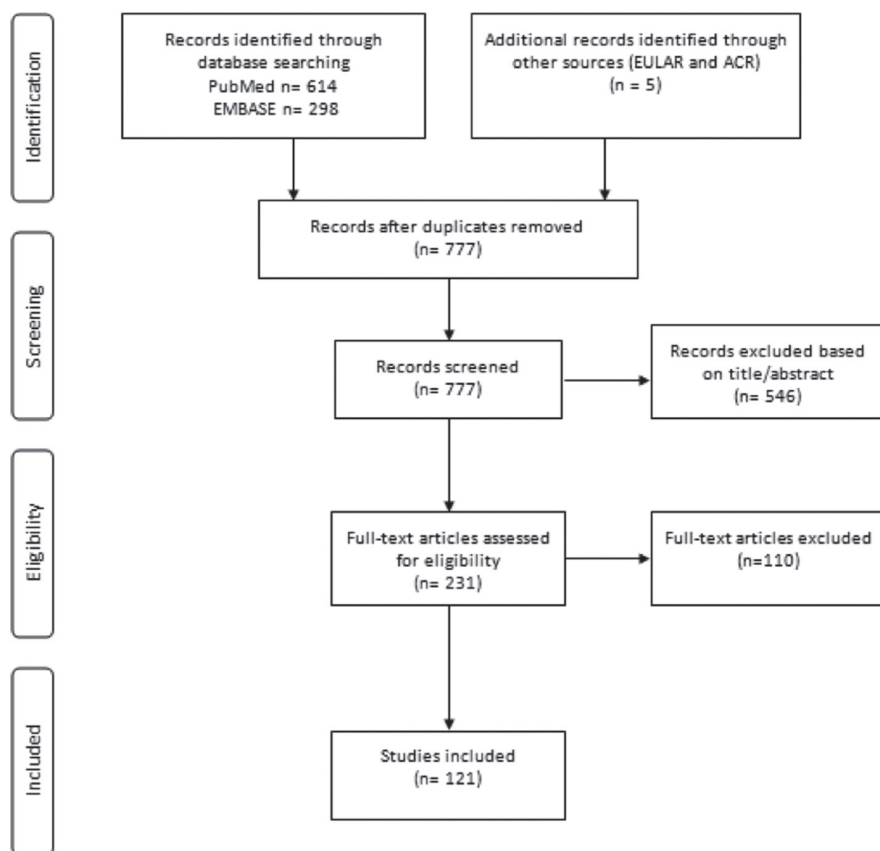 Identification
Records identified through
database searching
PubMed n= 614
EMBASE n= 298
Additional records identified through
other sources (EULAR and ACR)
(n = 5)
Records after duplicates removed
(n= 777)
Screening
Records screened
(n= 777)
Records excluded based
on title/abstract
(n= 546)
Eligibility
Full-text articles assessed
for eligibility
(n= 231)
Full-text articles excluded
(n=110)
Included
Studies included
(n= 121)